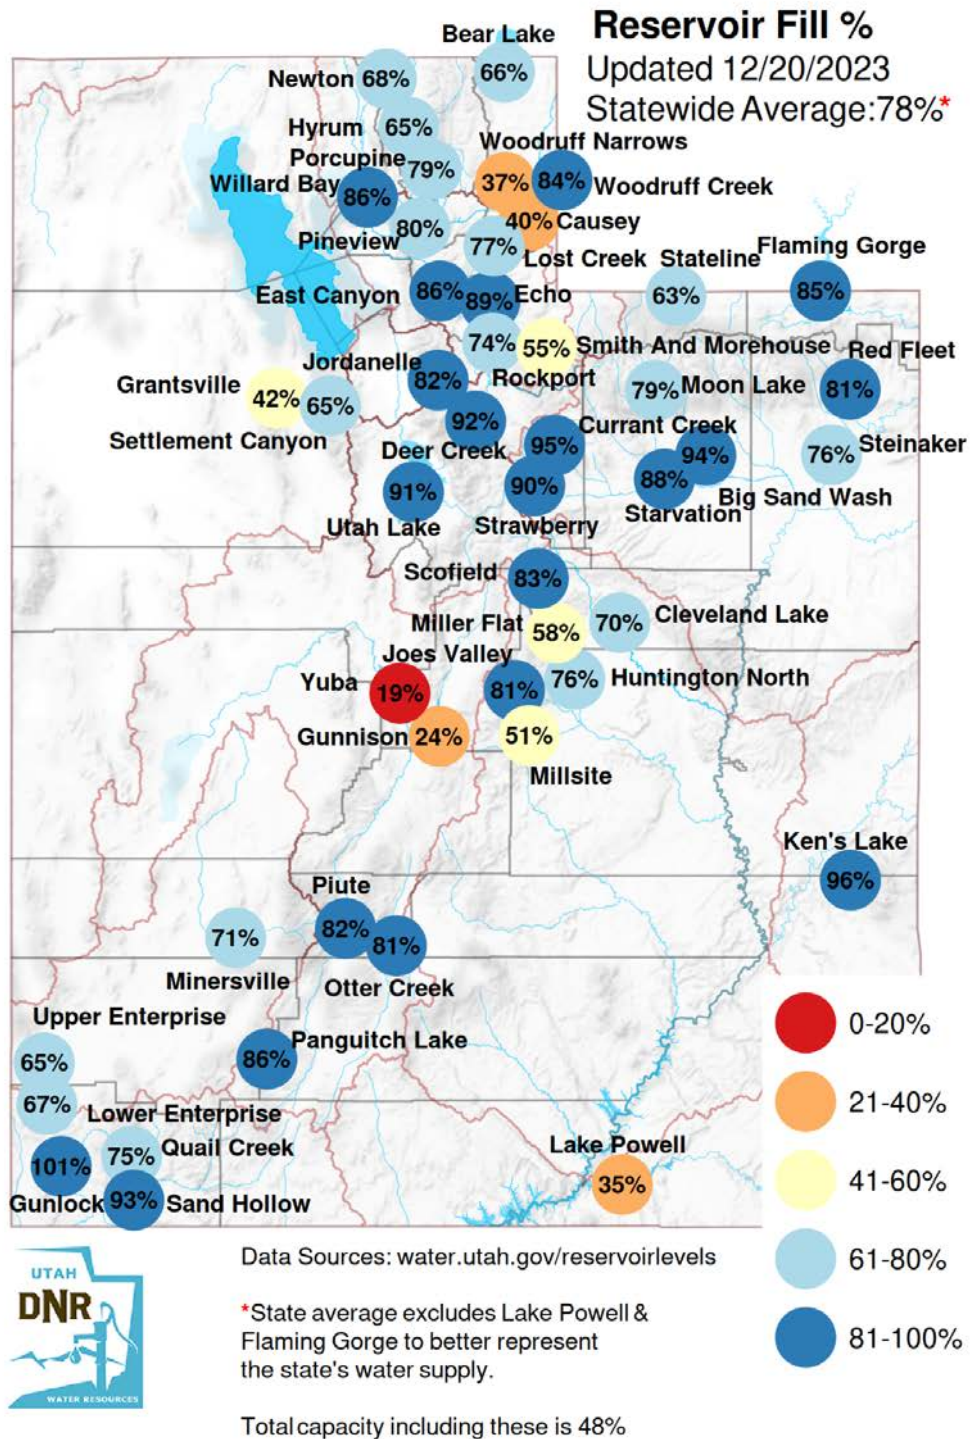 Reservoir Fill %
Updated 12/20/2023
Statewide Average:78%*
Bear Lake
66%
Newton 68%
Hyrum 65%
Porcupine 79%
Woodruff Narrows
37%
84% Woodruff Creek
Willard Bay 86%
40% Causey
Pineview 80%
77% Lost Creek
Stateline
63%
Flaming Gorge
85%
East Canyon 86%
89% Echo
74% Rockport
55% Smith And Morehouse
Red Fleet
81%
Jordanelle
82%
Grantsville
42%
65%
Settlement Canyon
79% Moon Lake
92%
Deer Creek
95% Currant Creek
94%
Big Sand Wash
76% Steinaker
91%
Utah Lake
90%
Strawberry
88%
Starvation
Scofield 83%
Miller Flat 58%
70% Cleveland Lake
Joes Valley
81%
76% Huntington North
Yuba 19%
Gunnison 24%
51%
Millsite
Ken's Lake
96%
Piute
82%
81%
Otter Creek
71%
Minersville
Upper Enterprise
65%
Panguitch Lake
86%
67%
Lower Enterprise
101%
Gunlock
75% Quail Creek
93% Sand Hollow
Lake Powell
35%
0-20%
21-40%
41-60%
61-80%
81-100%
UTAH
DNR
WATER RESOURCES
Data Sources: water.utah.gov/reservoirlevels
*State average excludes Lake Powell &
Flaming Gorge to better represent
the state's water supply.
Total capacity including these is 48%